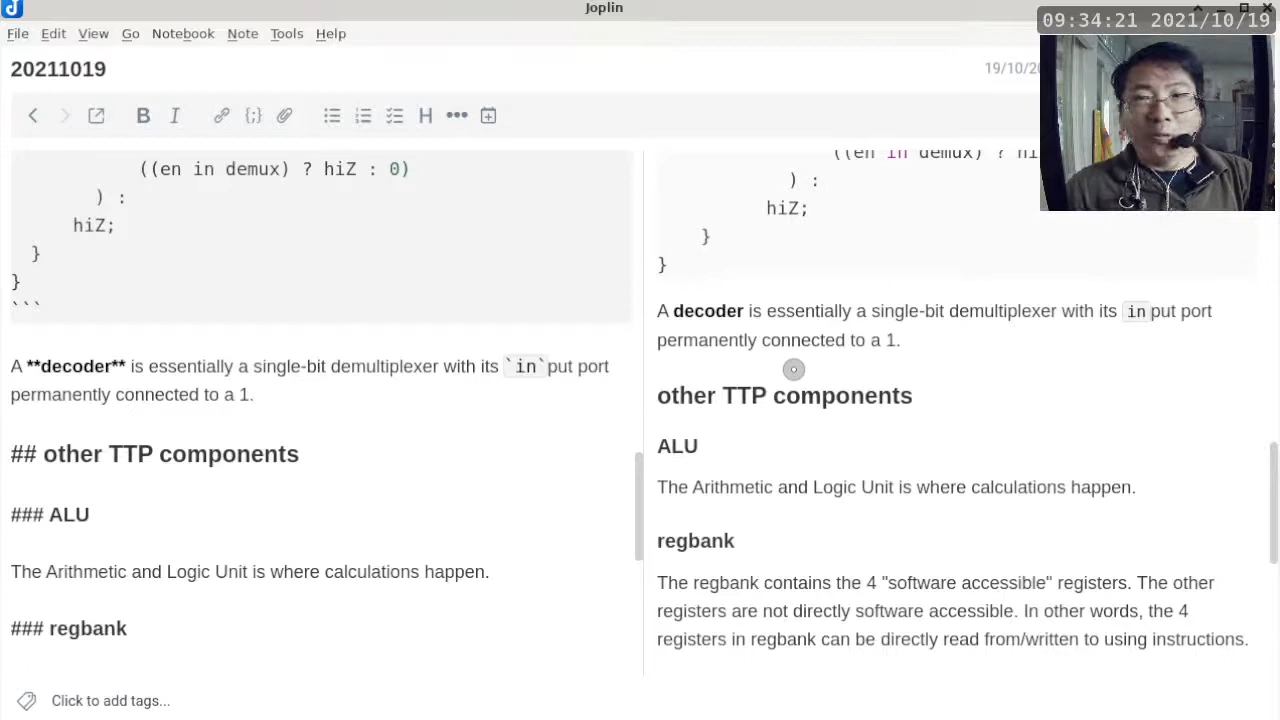 Joplin
09:34:21 2021/10/19
File Edit View Go Notebook Note Tools Help
20211019
19/10/20
((en in demux) ? hiZ : 0)
) :
hiZ;
}
}
```
A **decoder** is essentially a single-bit demultiplexer with its `in`put port
permanently connected to a 1.
## other TTP components
### ALU
The Arithmetic and Logic Unit is where calculations happen.
### regbank
((en in demux) ? hi
) :
hiZ;
}
}
A decoder is essentially a single-bit demultiplexer with its input port
permanently connected to a 1.
other TTP components
ALU
The Arithmetic and Logic Unit is where calculations happen.
regbank
The regbank contains the 4 "software accessible" registers. The other
registers are not directly software accessible. In other words, the 4
registers in regbank can be directly read from/written to using instructions.
Click to add tags...